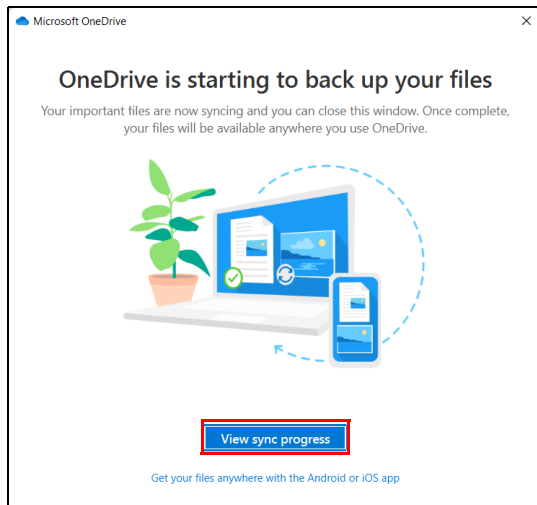 Microsoft OneDrive
OneDrive is starting to back up your files
Your important files are now syncing and you can close this window. Once complete,
your files will be available anywhere you use OneDrive.
View sync progress
Get your files anywhere with the Android or iOS app